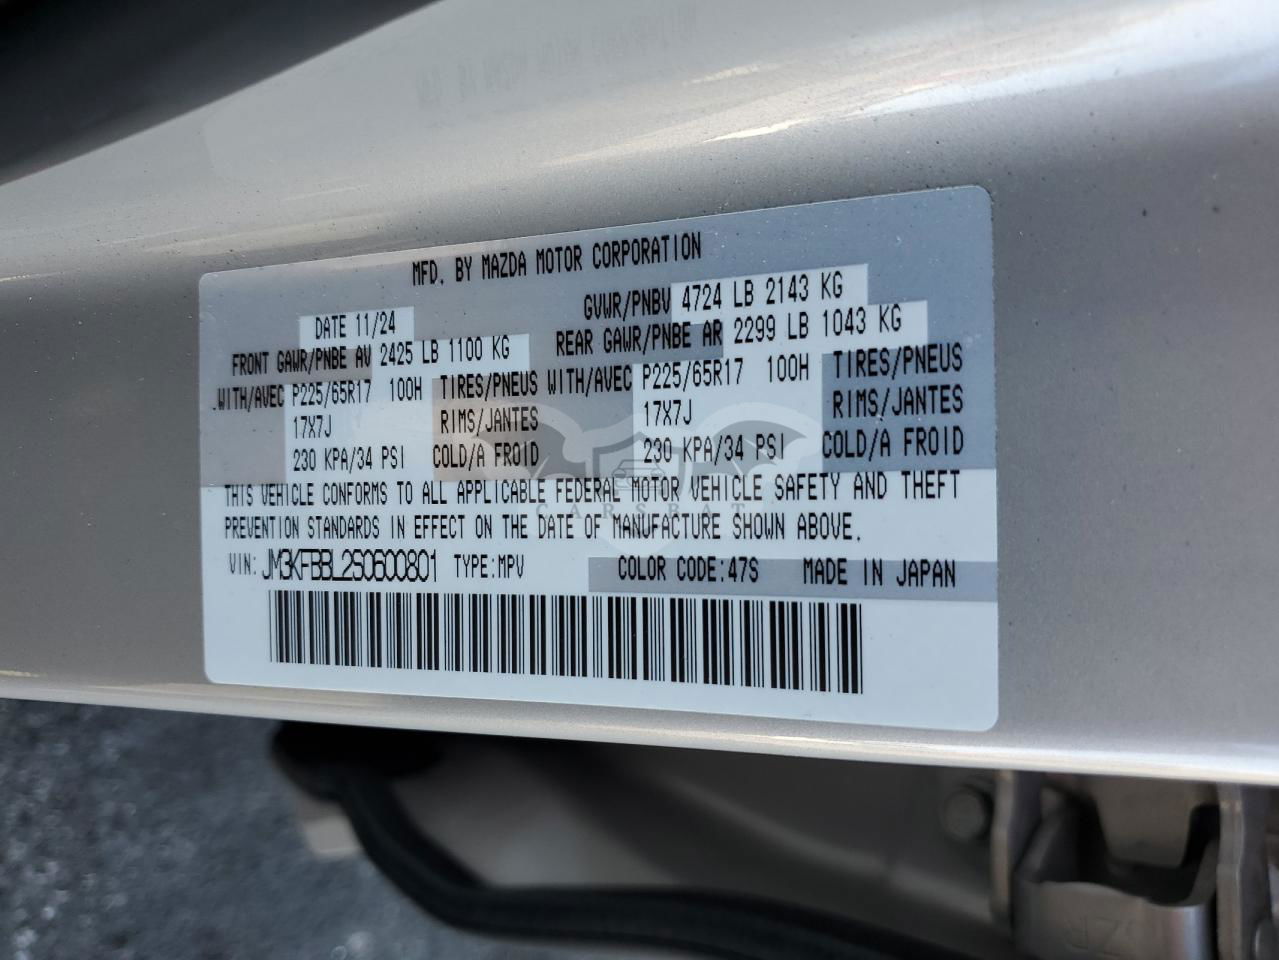 MFD. BY MAZDA MOTOR CORPORATION
DATE 11/24 GVWR/PNBV 4724 LB 2143 KG
FRONT GAWR/PNBE AV 2425 LB 1100 KG REAR GAWR/PNBE AR 2299 LB 1043 KG
WITH/AVEC P225/65R17 100H TIRES/PNEUS WITH/AVEC P225/65R17 100H TIRES/PNEUS
17X7J RIMS/JANTES 17X7J RIMS/JANTES
230 KPA/34 PSI COLD/A FROID 230 KPA/34 PSI COLD/A FROID
THIS VEHICLE CONFORMS TO ALL APPLICABLE FEDERAL MOTOR VEHICLE SAFETY AND THEFT
CARSBAT
PREVENTION STANDARDS IN EFFECT ON THE DATE OF MANUFACTURE SHOWN ABOVE.
VIN: JM3KFBBL2S0600801 TYPE:MPV COLOR CODE:47S MADE IN JAPAN